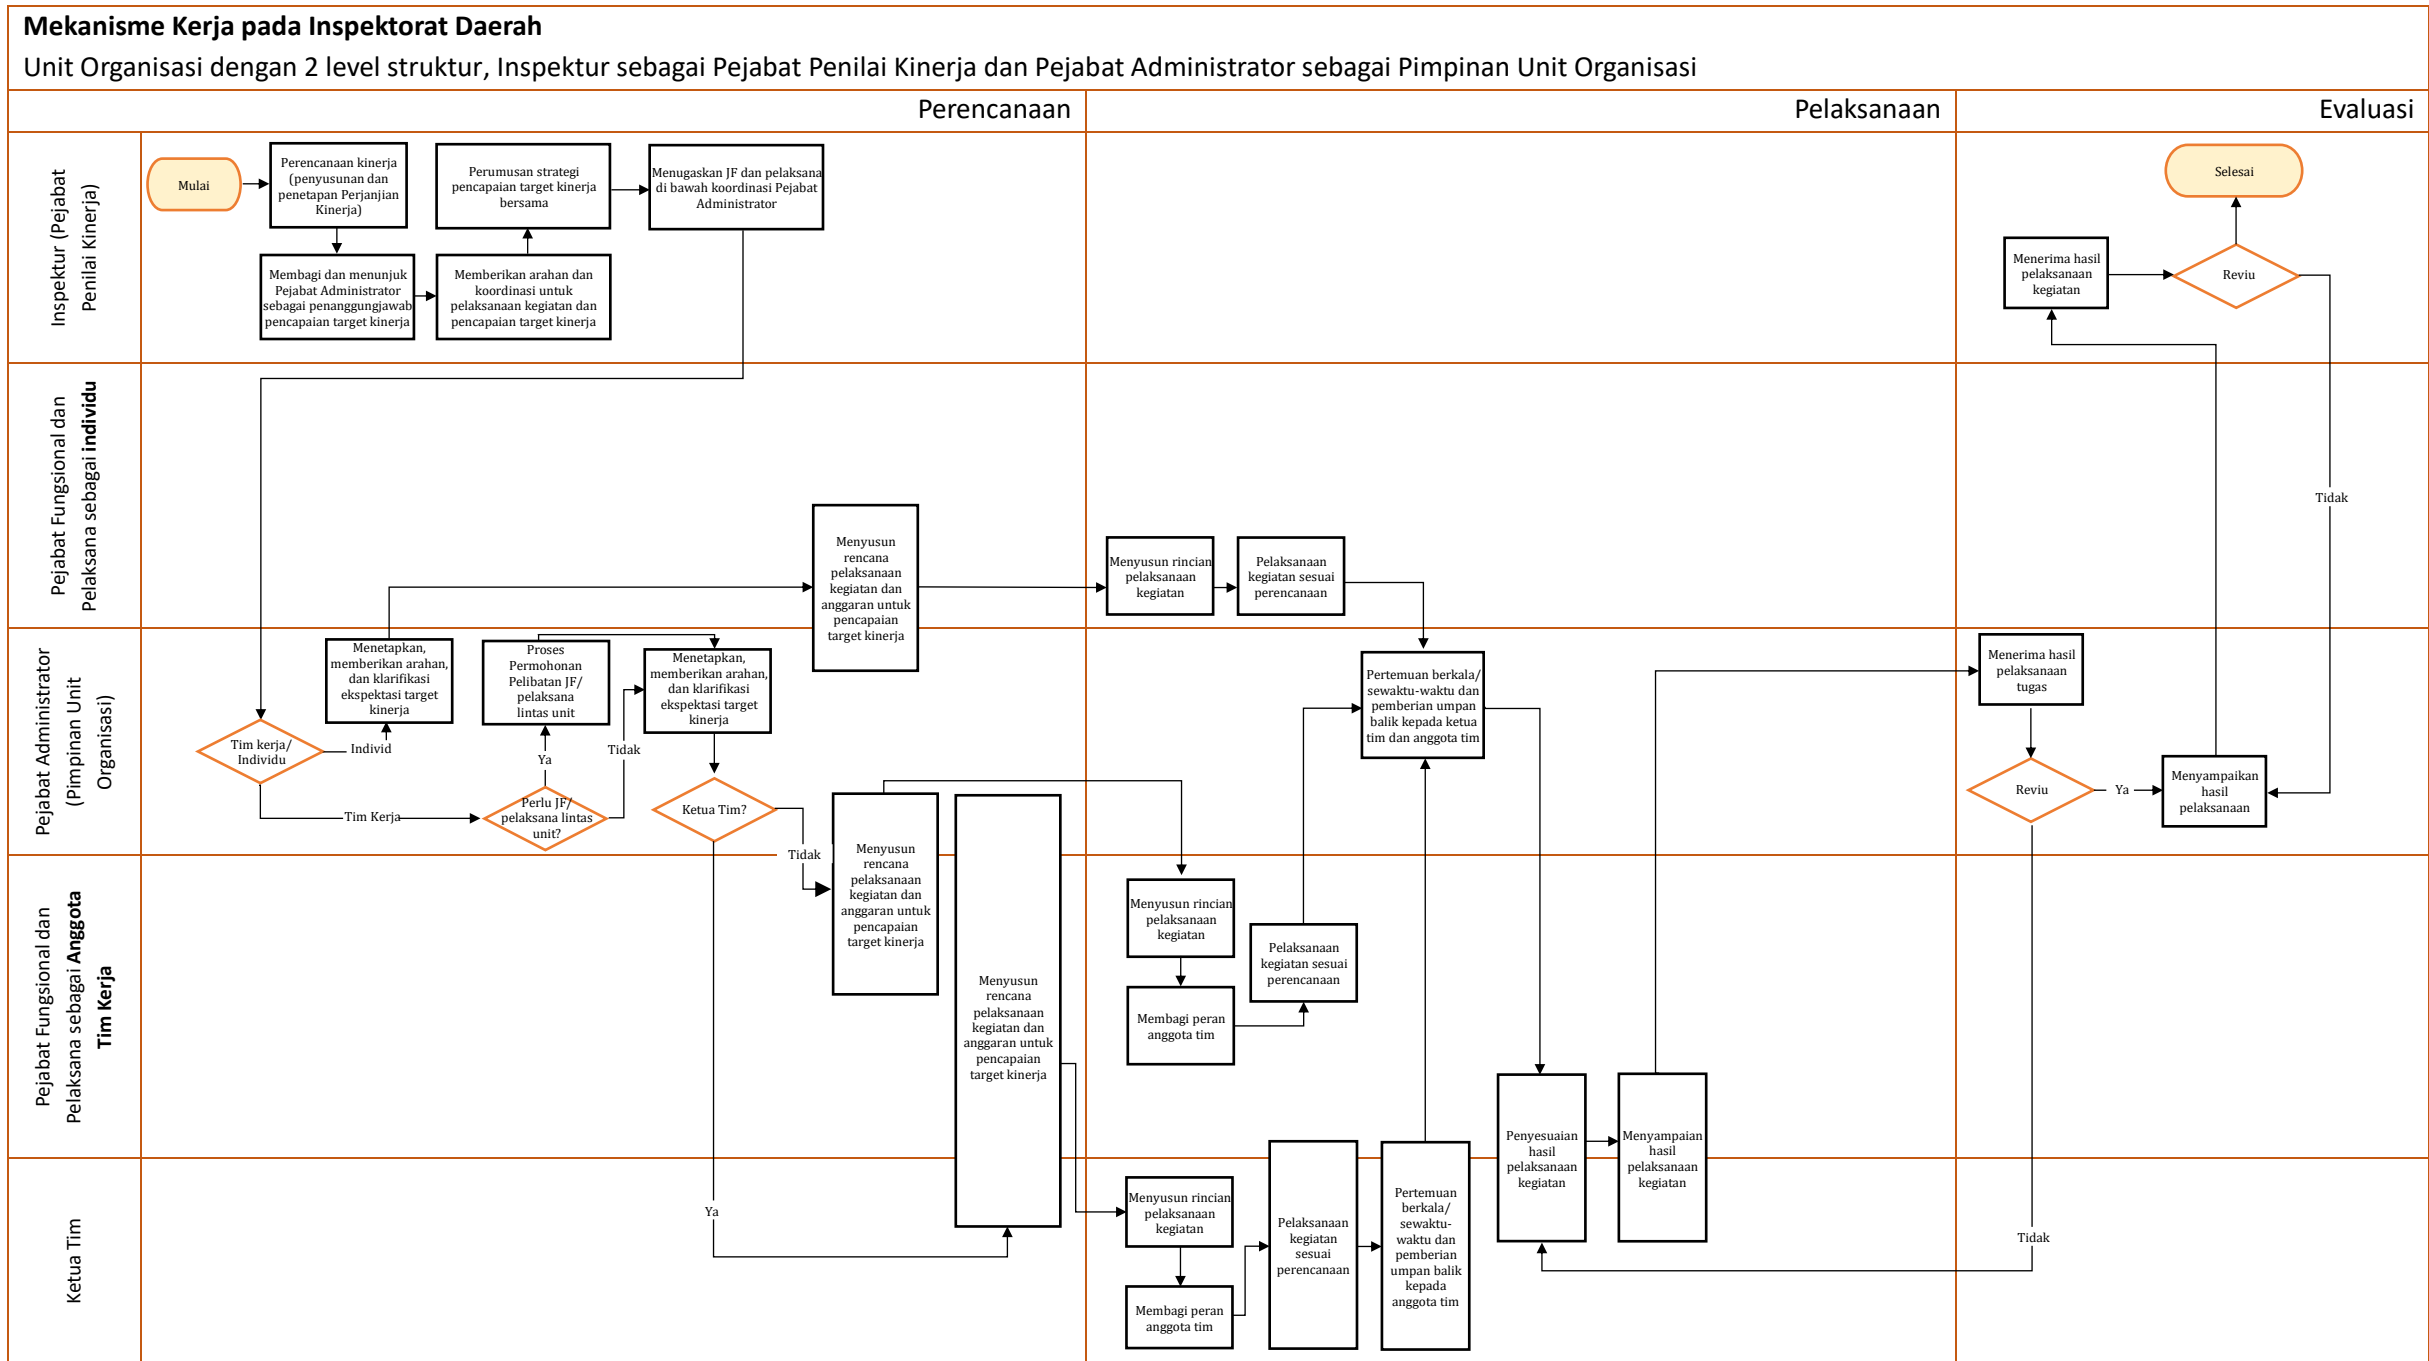 Mekanisme Kerja pada Inspektorat Daerah
Unit Organisasi dengan 2 level struktur, Inspektur sebagai Pejabat Penilai Kinerja dan Pejabat Administrator sebagai Pimpinan Unit Organisasi
Perencanaan
Pelaksanaan
Evaluasi
Inspektur (Pejabat
Penilai Kinerja)
Mulai
Perencanaan kinerja
(penyusunan dan
penetapan Perjanjian
Kinerja)
Membagi dan menunjuk
Pejabat Administrator
sebagai penanggungjawab
pencapaian target kinerja
Memberikan arahan dan
koordinasi untuk
pelaksanaan kegiatan dan
pencapaian target kinerja
Perumusan strategi
pencapaian target kinerja
bersama
Menugaskan JF dan pelaksana
di bawah koordinasi Pejabat
Administrator
Menerima hasil
pelaksanaan
kegiatan
Reviu
Selesai
Tidak
Pejabat Fungsional dan
Pelaksana sebagai individu
Menyusun
rencana
pelaksanaan
kegiatan dan
anggaran untuk
pencapaian
target kinerja
Menyusun rincian
pelaksanaan
kegiatan
Pelaksanaan
kegiatan sesuai
perencanaan
Pejabat Administrator
(Pimpinan Unit
Organisasi)
Tim kerja/
Individu
Individ
Tim Kerja
Menetapkan,
memberikan arahan,
dan klarifikasi
ekspektasi target
kinerja
Proses
Permohonan
Pelibatan JF/
pelaksana
lintas unit
Ya
Perlu JF/
pelaksana lintas
unit?
Tidak
Menetapkan,
memberikan arahan,
dan klarifikasi
ekspektasi target
kinerja
Ketua Tim?
Tidak
Ya
Pertemuan berkala/
sewaktu-waktu dan
pemberian umpan
balik kepada ketua
tim dan anggota tim
Menerima hasil
pelaksanaan
tugas
Reviu
Ya
Menyampaikan
hasil
pelaksanaan
Tidak
Pejabat Fungsional dan
Pelaksana sebagai Anggota
Tim Kerja
Menyusun
rencana
pelaksanaan
kegiatan dan
anggaran untuk
pencapaian
target kinerja
Menyusun
rencana
pelaksanaan
kegiatan dan
anggaran untuk
pencapaian
target kinerja
Menyusun rincian
pelaksanaan
kegiatan
Membagi peran
anggota tim
Pelaksanaan
kegiatan sesuai
perencanaan
Penyesuaian
hasil
pelaksanaan
kegiatan
Menyampaian
hasil
pelaksanaan
kegiatan
Ketua Tim
Menyusun rincian
pelaksanaan
kegiatan
Membagi peran
anggota tim
Pelaksanaan
kegiatan
sesuai
perencanaan
Pertemuan
berkala/
sewaktu-
waktu dan
pemberian
umpan balik
kepada
anggota tim